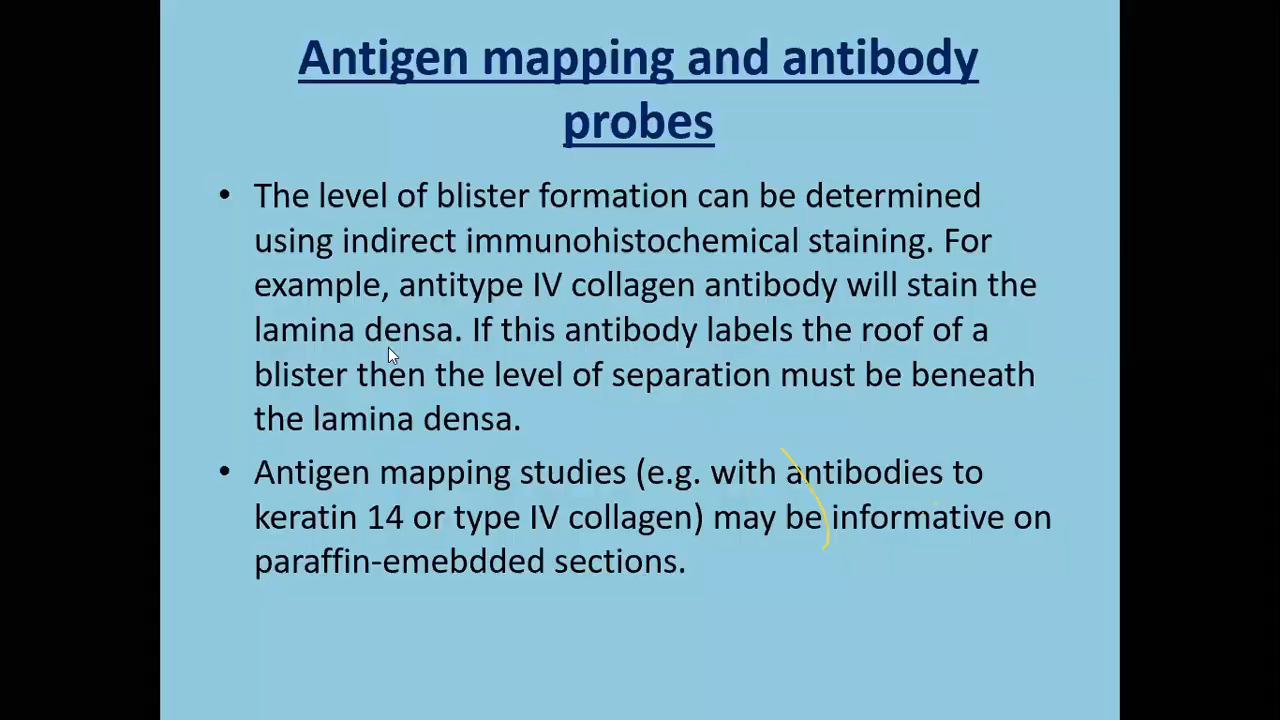 Antigen mapping and antibody
probes
• The level of blister formation can be determined
using indirect immunohistochemical staining. For
example, antitype IV collagen antibody will stain the
lamina densa. If this antibody labels the roof of a
blister then the level of separation must be beneath
the lamina densa.
• Antigen mapping studies (e.g. with antibodies to
keratin 14 or type IV collagen) may be informative on
paraffin-emebdded sections.